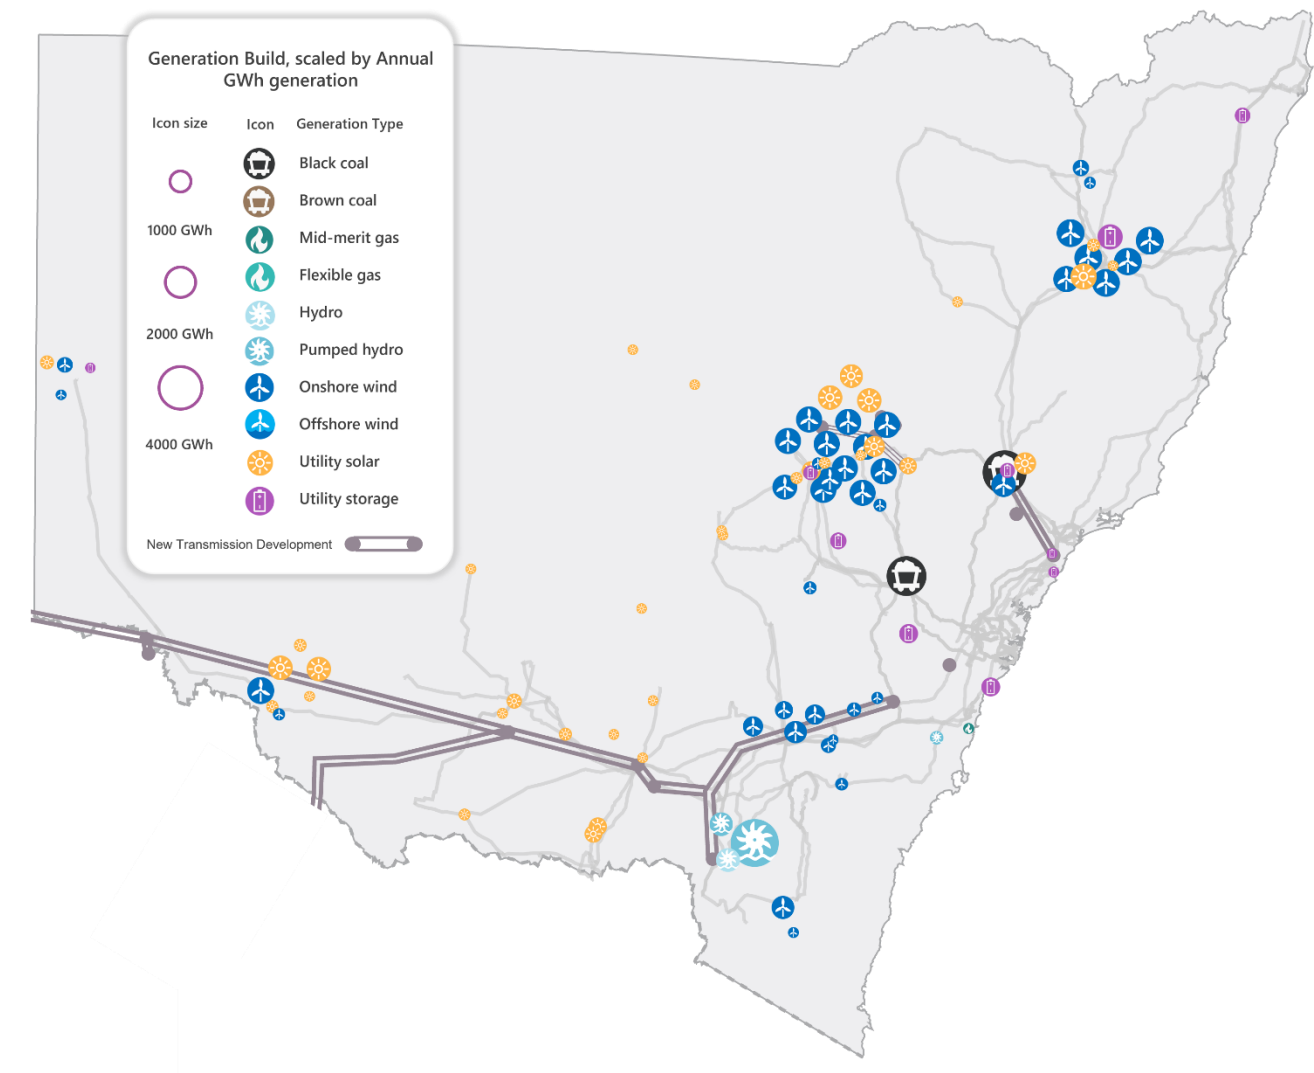 Generation Build, scaled by Annual
GWh generation
Icon size Icon Generation Type
Black coal
Brown coal
1000 GWh
Mid-merit gas
Flexible gas
Hydro
2000 GWh
Pumped hydro
Onshore wind
Offshore wind
4000 GWh
Utility solar
Utility storage
New Transmission Development